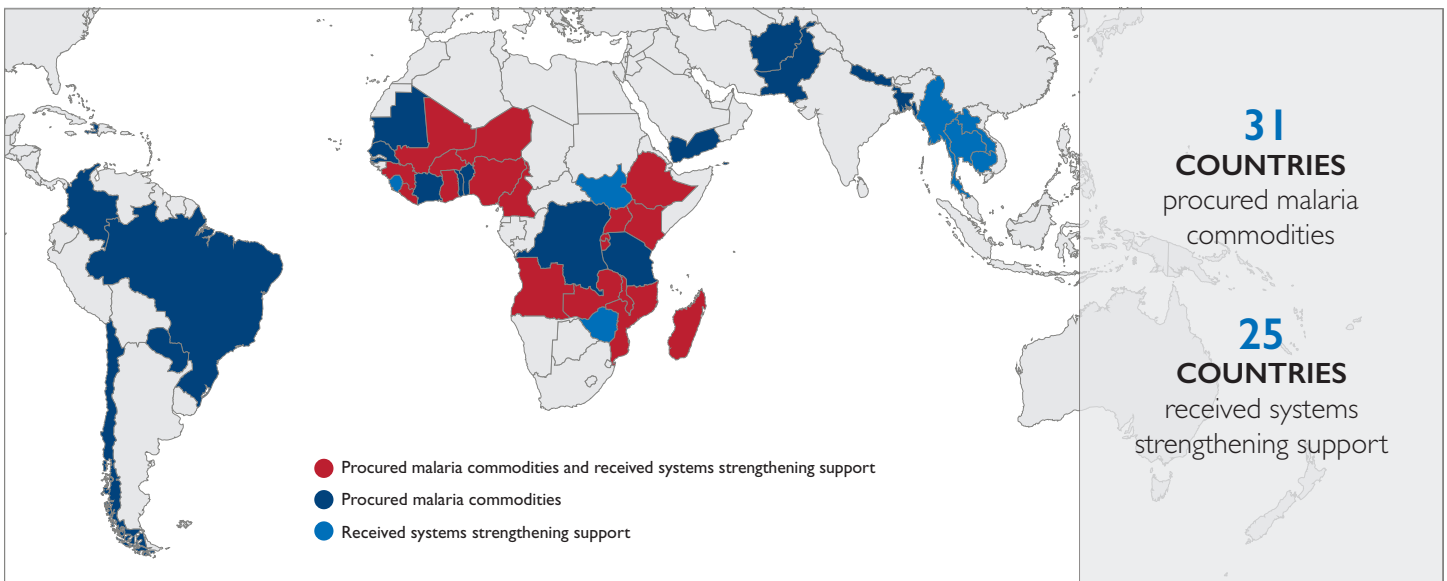 31
COUNTRIES
procured malaria
commodities
25
COUNTRIES
received systems
strengthening support
Procured malaria commodities and received systems strengthening support
Procured malaria commodities
Received systems strengthening support